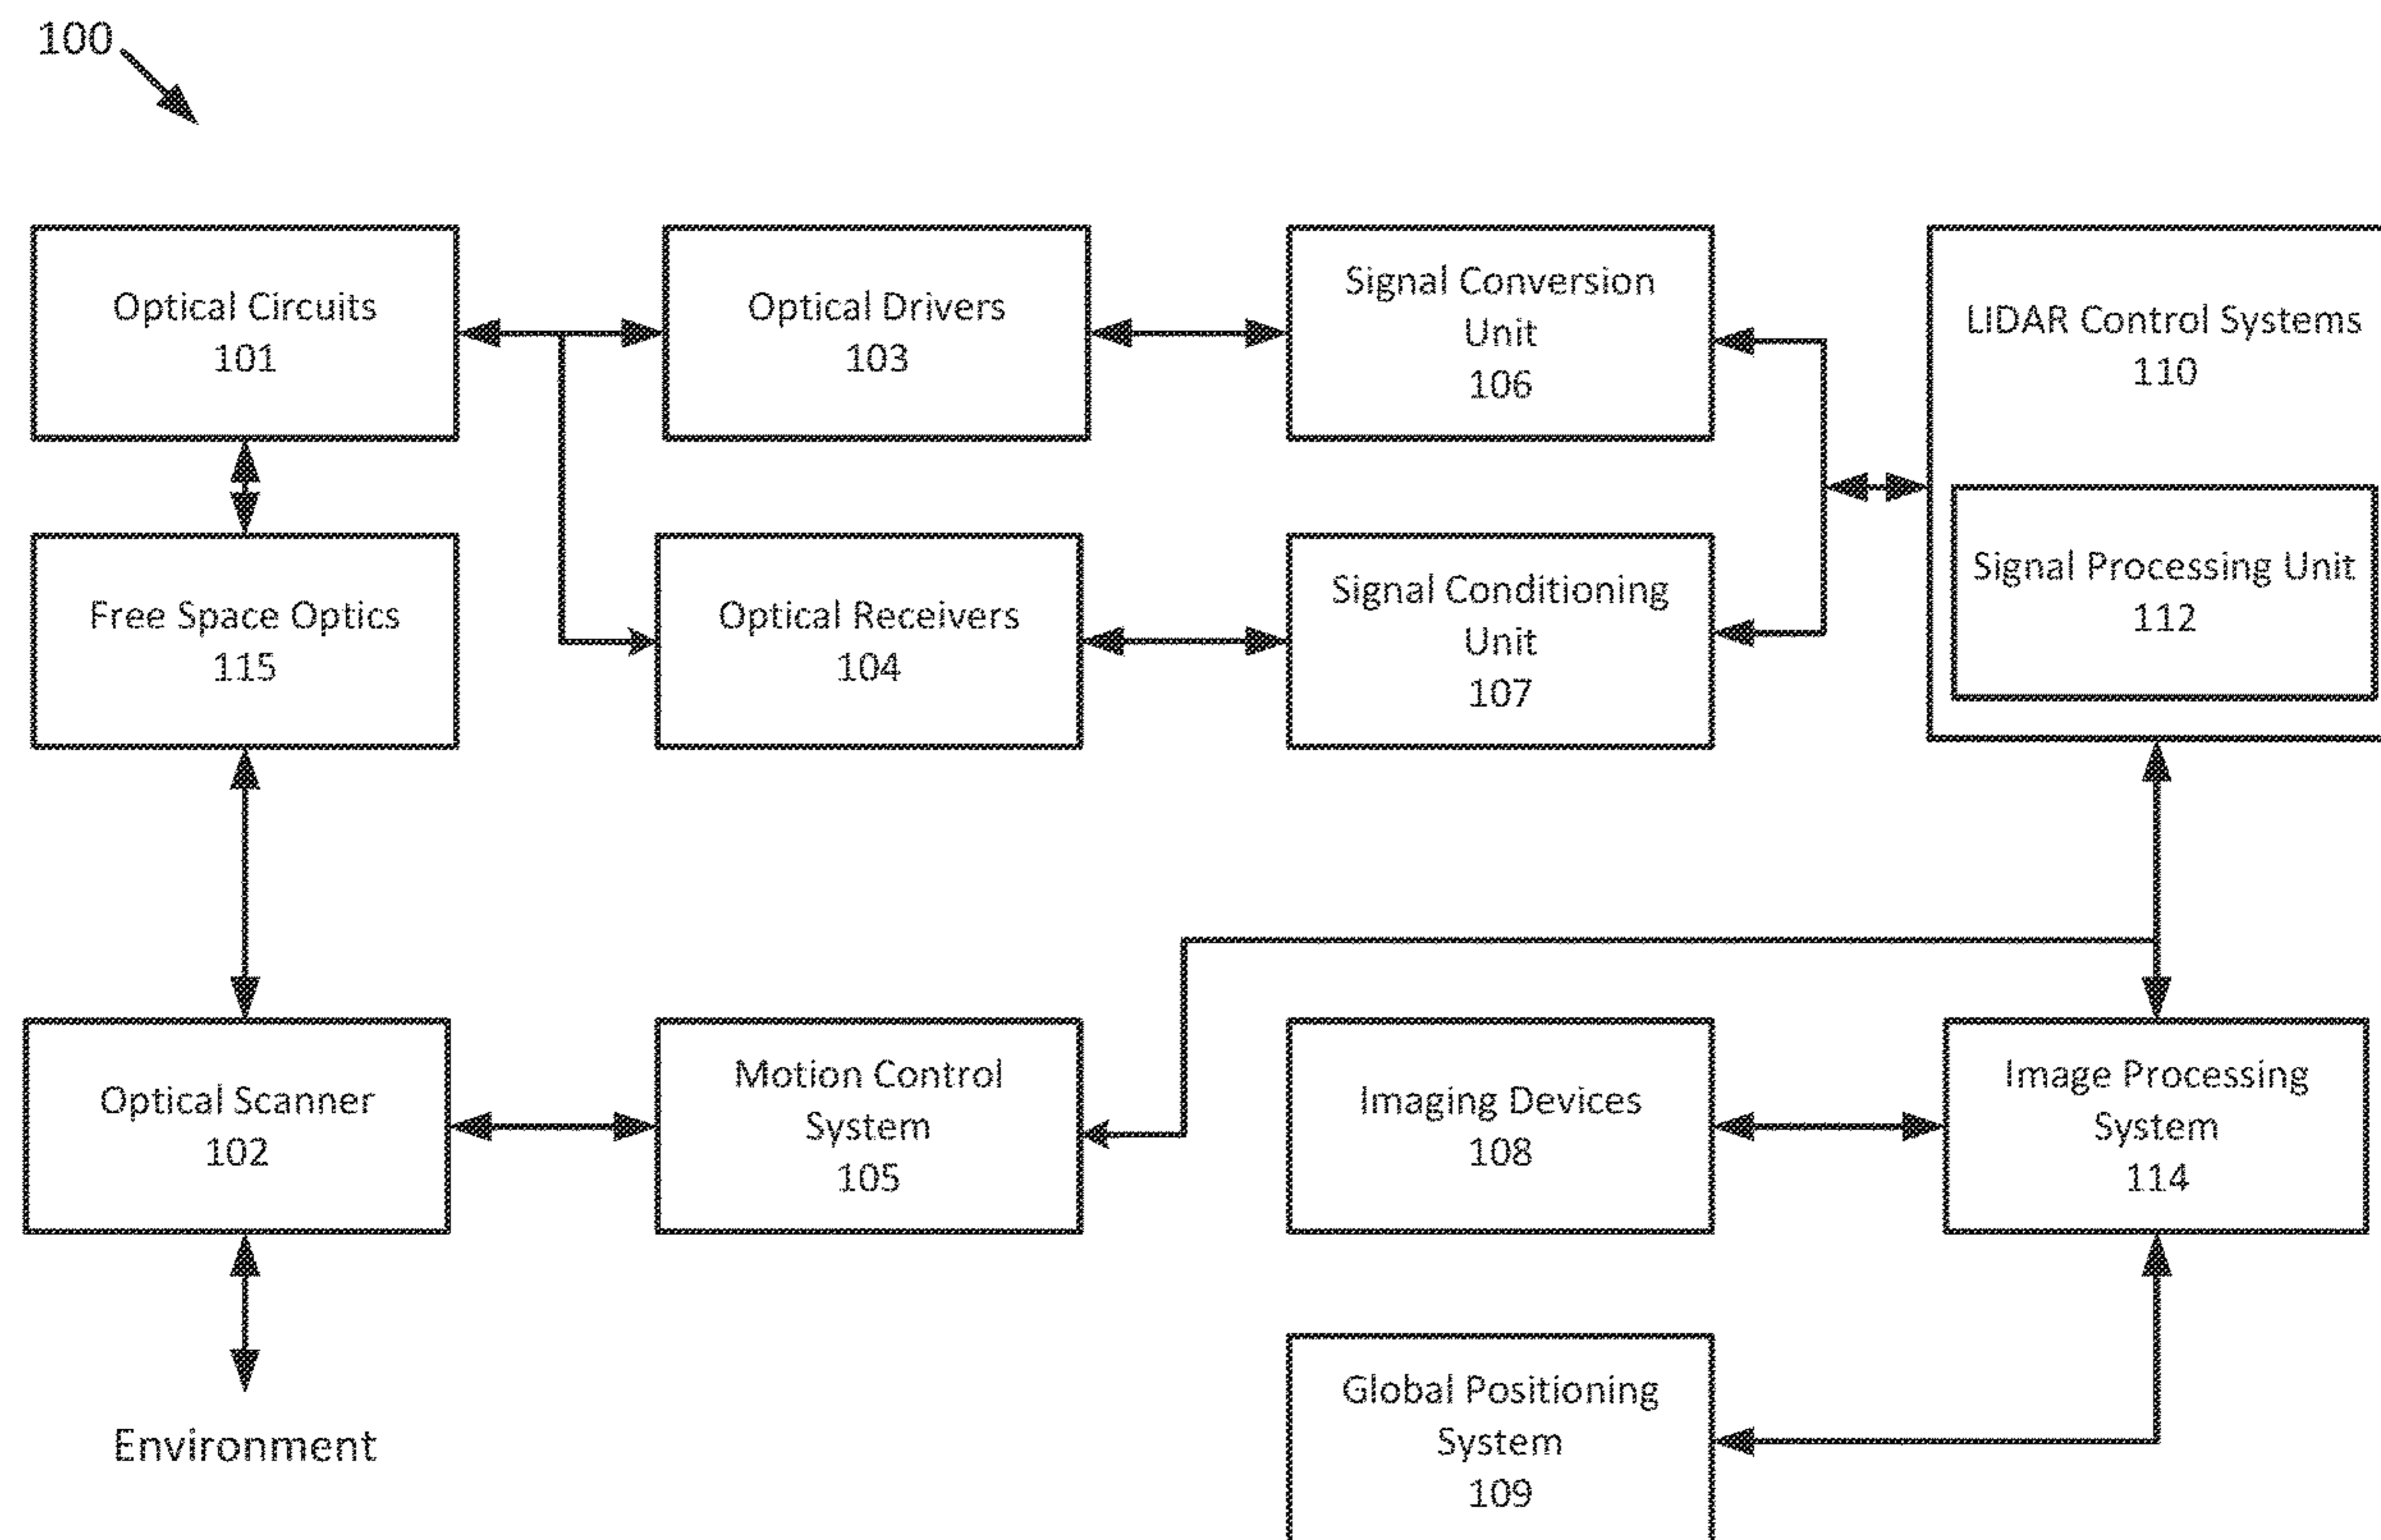 100
Optical Circuits
101
Optical Drivers
103
Signal Conversion
Unit
106
LIDAR Control Systems
110
Signal Processing Unit
112
Free Space Optics
115
Optical Receivers
104
Signal Conditioning
Unit
107
Optical Scanner
102
Motion Control
System
105
Imaging Devices
108
Image Processing
System
114
Environment
Global Positioning
System
109